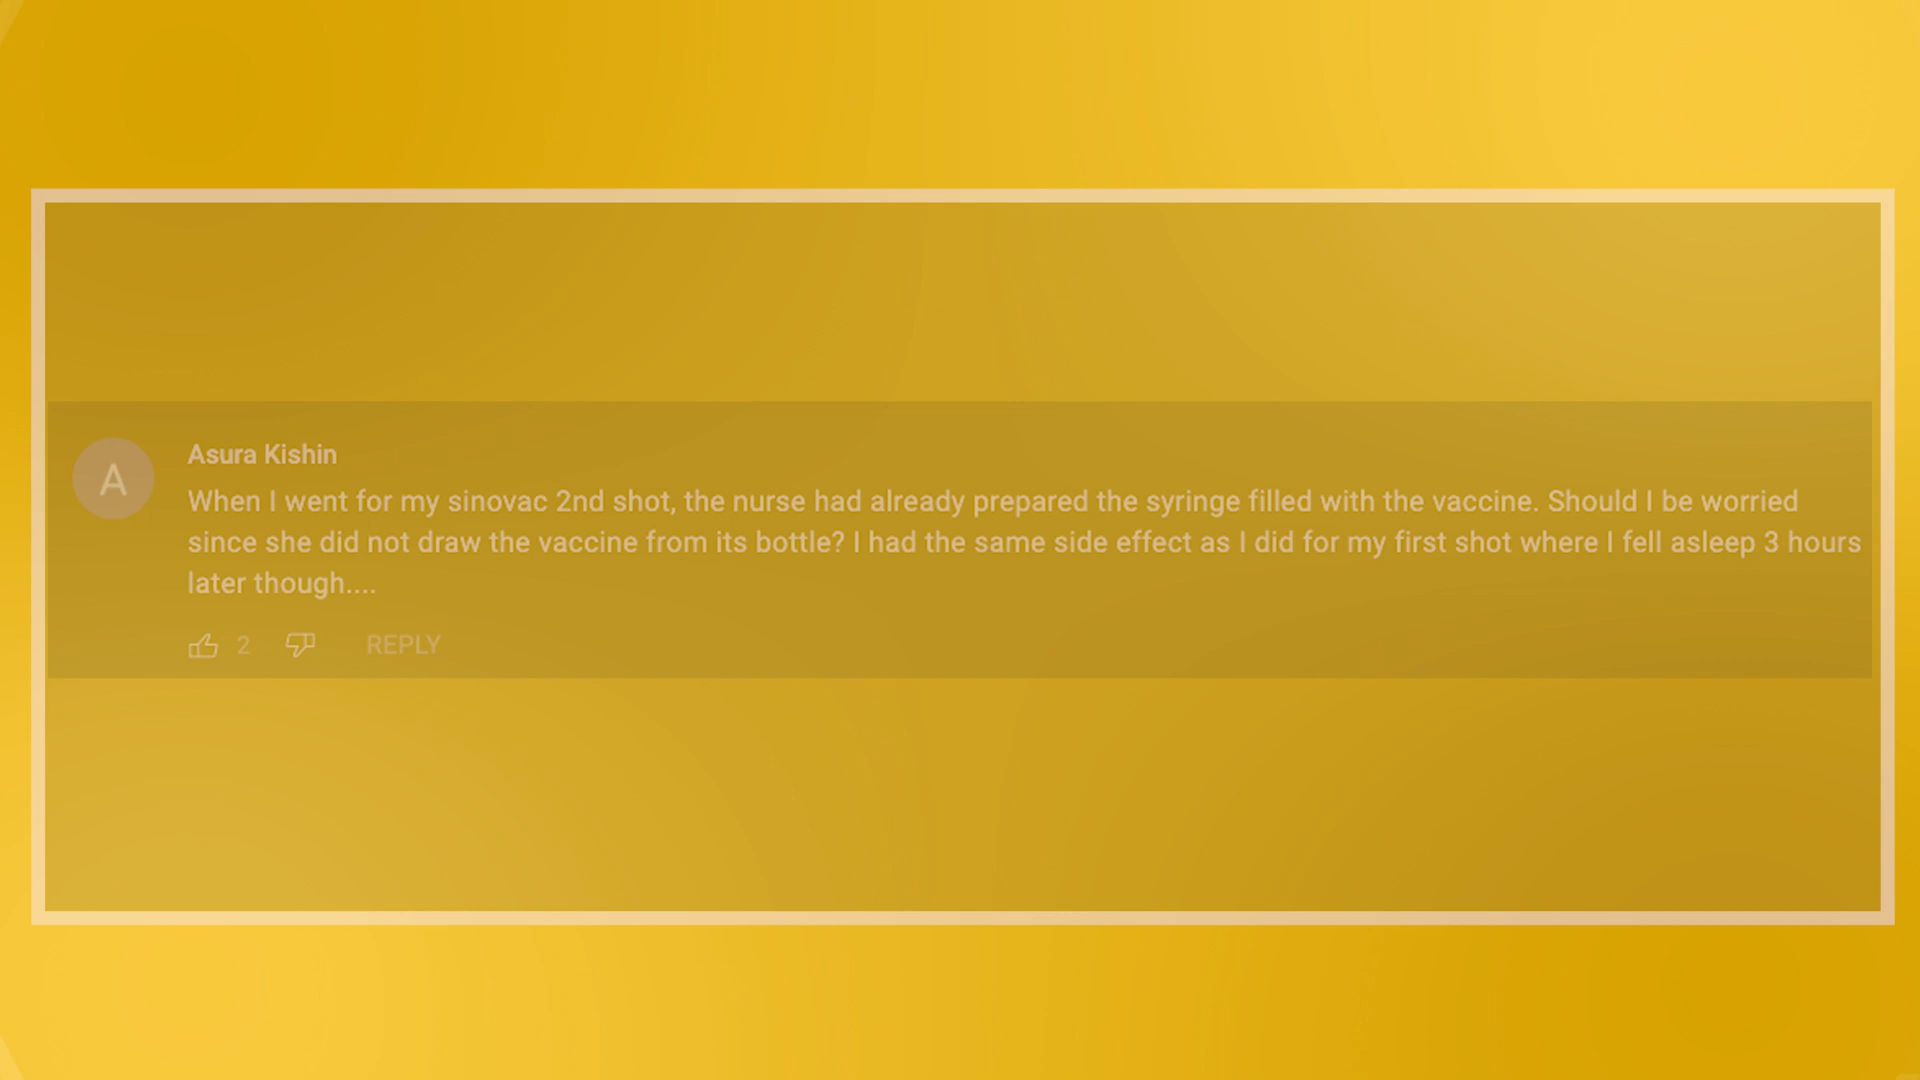 A
Asura Kishin
When I went for my sinovac 2nd shot, the nurse had already prepared the syringe filled with the vaccine. Should I be worried
since she did not draw the vaccine from its bottle? I had the same side effect as I did for my first shot where I fell asleep 3 hours
later though....
2 REPLY